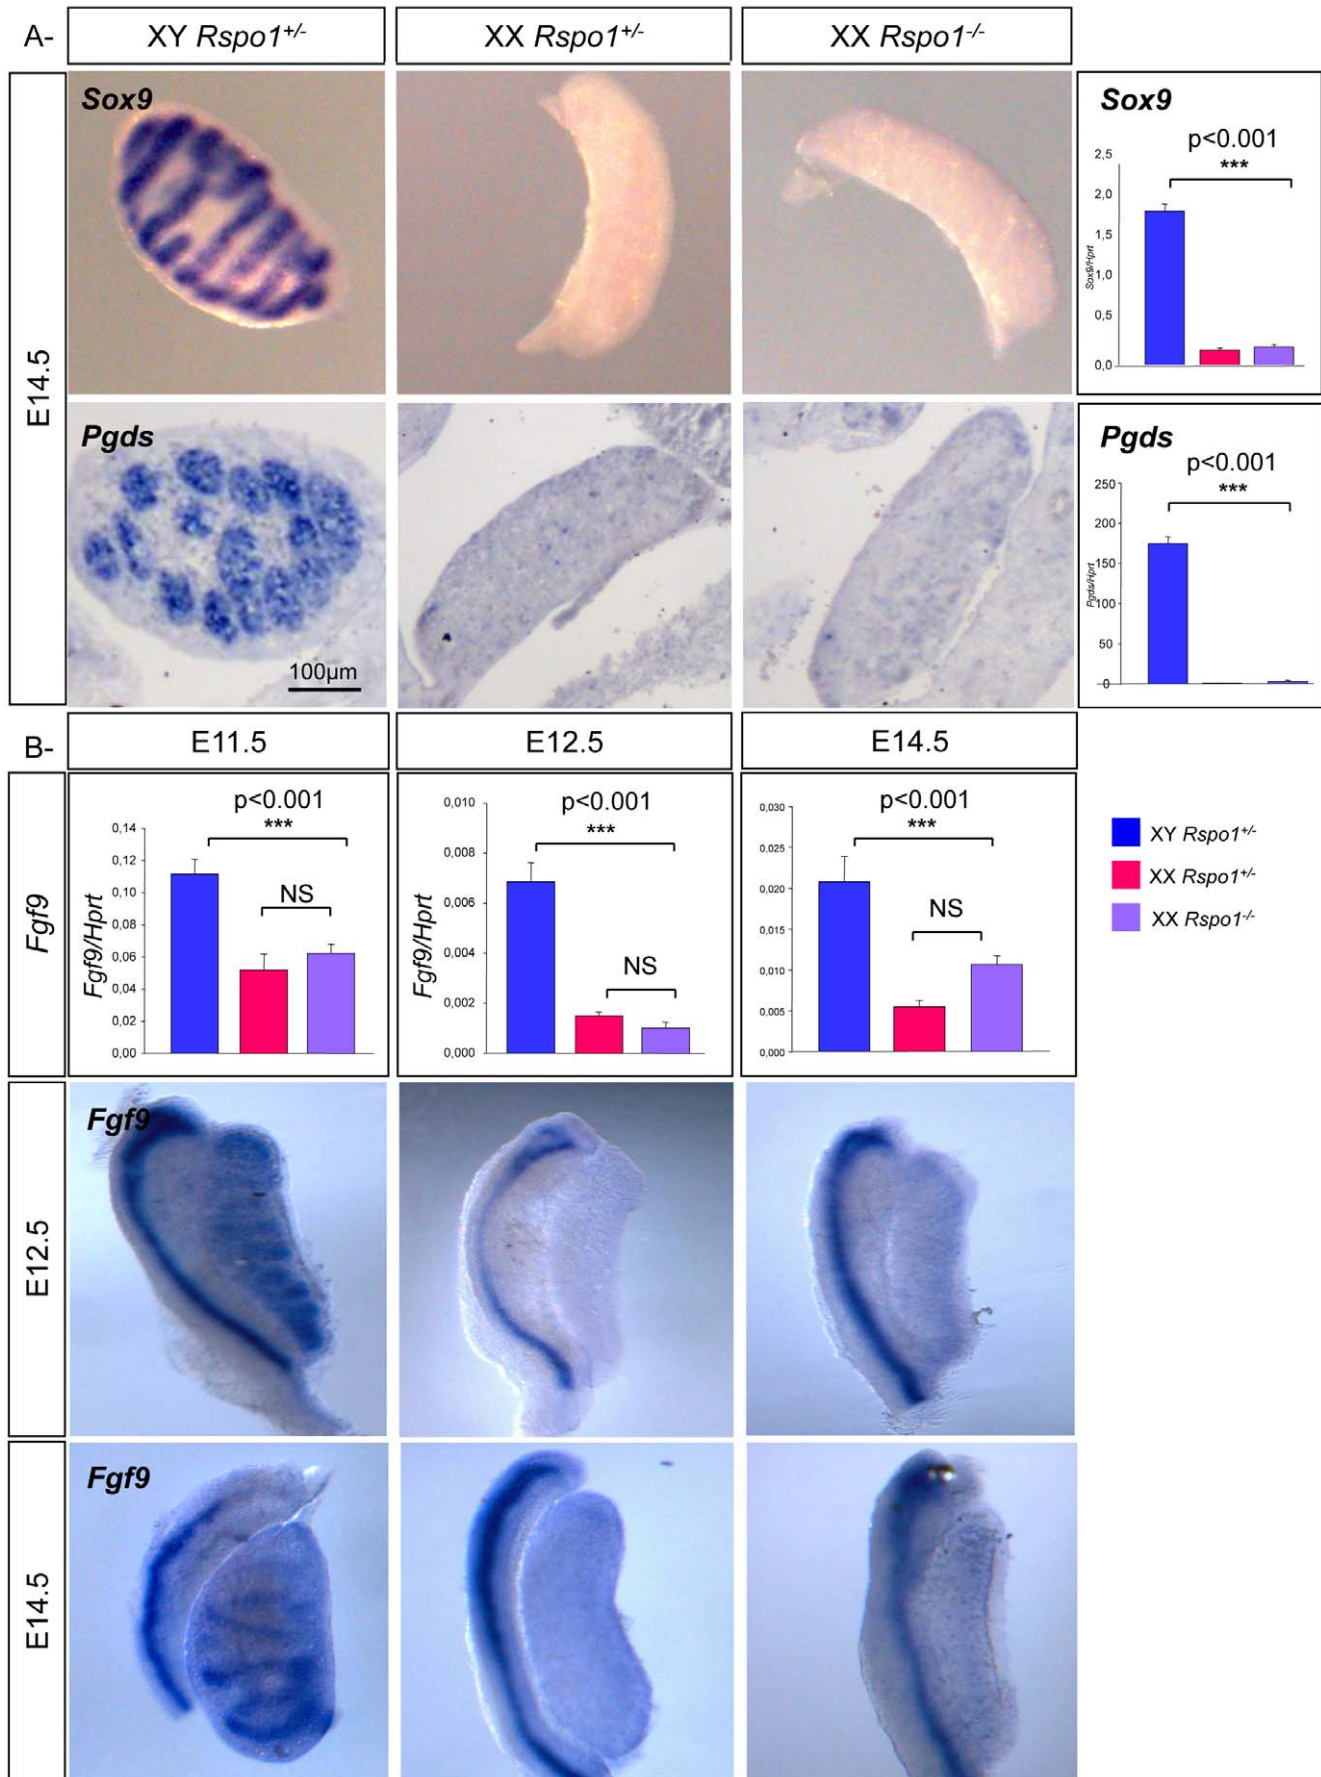 A-
XY Rspo1+/-
XX Rspo1+/-
XX Rspo1-/-
E14.5
Sox9
Sox9
p<0.001
***
Sox9/Hprt
2,5
2,0
1,5
1,0
0,5
0,0
Pgds
100µm
Pgds
p<0.001
***
Pgds/Hprt
250
200
150
100
50
0
B-
E11.5
E12.5
E14.5
Fgf9
p<0.001
***
NS
Fgf9/Hprt
0,14
0,12
0,10
0,08
0,06
0,04
0,02
0,00
p<0.001
***
NS
Fgf9/Hprt
0,010
0,008
0,006
0,004
0,002
0,000
p<0.001
***
NS
0,030
0,025
0,020
0,015
0,010
0,005
0,000
XY Rspo1+/-
XX Rspo1+/-
XX Rspo1-/-
E12.5
Fgf9
E14.5
Fgf9